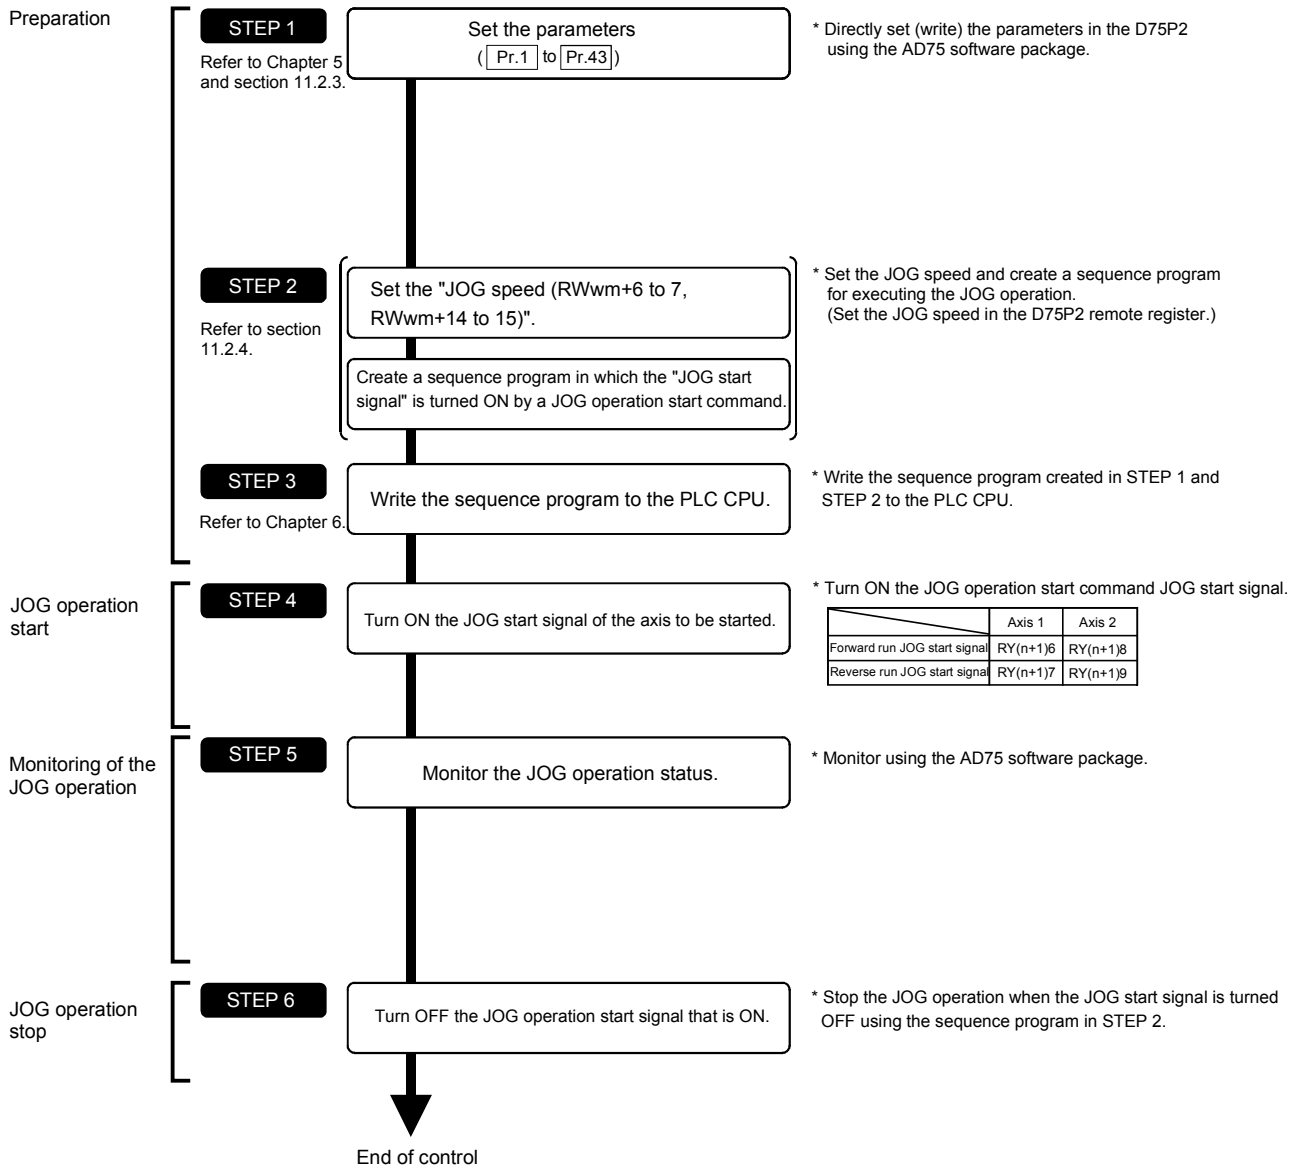 Preparation
STEP 1
Refer to Chapter 5
and section 11.2.3.
Set the parameters
( Pr.1 to Pr.43 )
* Directly set (write) the parameters in the D75P2
using the AD75 software package.
STEP 2
Refer to section
11.2.4.
Set the "JOG speed (RWwm+6 to 7,
RWwm+14 to 15)".
Create a sequence program in which the "JOG start
signal" is turned ON by a JOG operation start command.
* Set the JOG speed and create a sequence program
for executing the JOG operation.
(Set the JOG speed in the D75P2 remote register.)
STEP 3
Refer to Chapter 6.
Write the sequence program to the PLC CPU.
* Write the sequence program created in STEP 1 and
STEP 2 to the PLC CPU.
JOG operation
start
STEP 4
Turn ON the JOG start signal of the axis to be started.
* Turn ON the JOG operation start command JOG start signal.
Axis 1 Axis 2
Forward run JOG start signal RY(n+1)6 RY(n+1)8
Reverse run JOG start signal RY(n+1)7 RY(n+1)9
Monitoring of the
JOG operation
STEP 5
Monitor the JOG operation status.
* Monitor using the AD75 software package.
JOG operation
stop
STEP 6
Turn OFF the JOG operation start signal that is ON.
* Stop the JOG operation when the JOG start signal is turned
OFF using the sequence program in STEP 2.
End of control